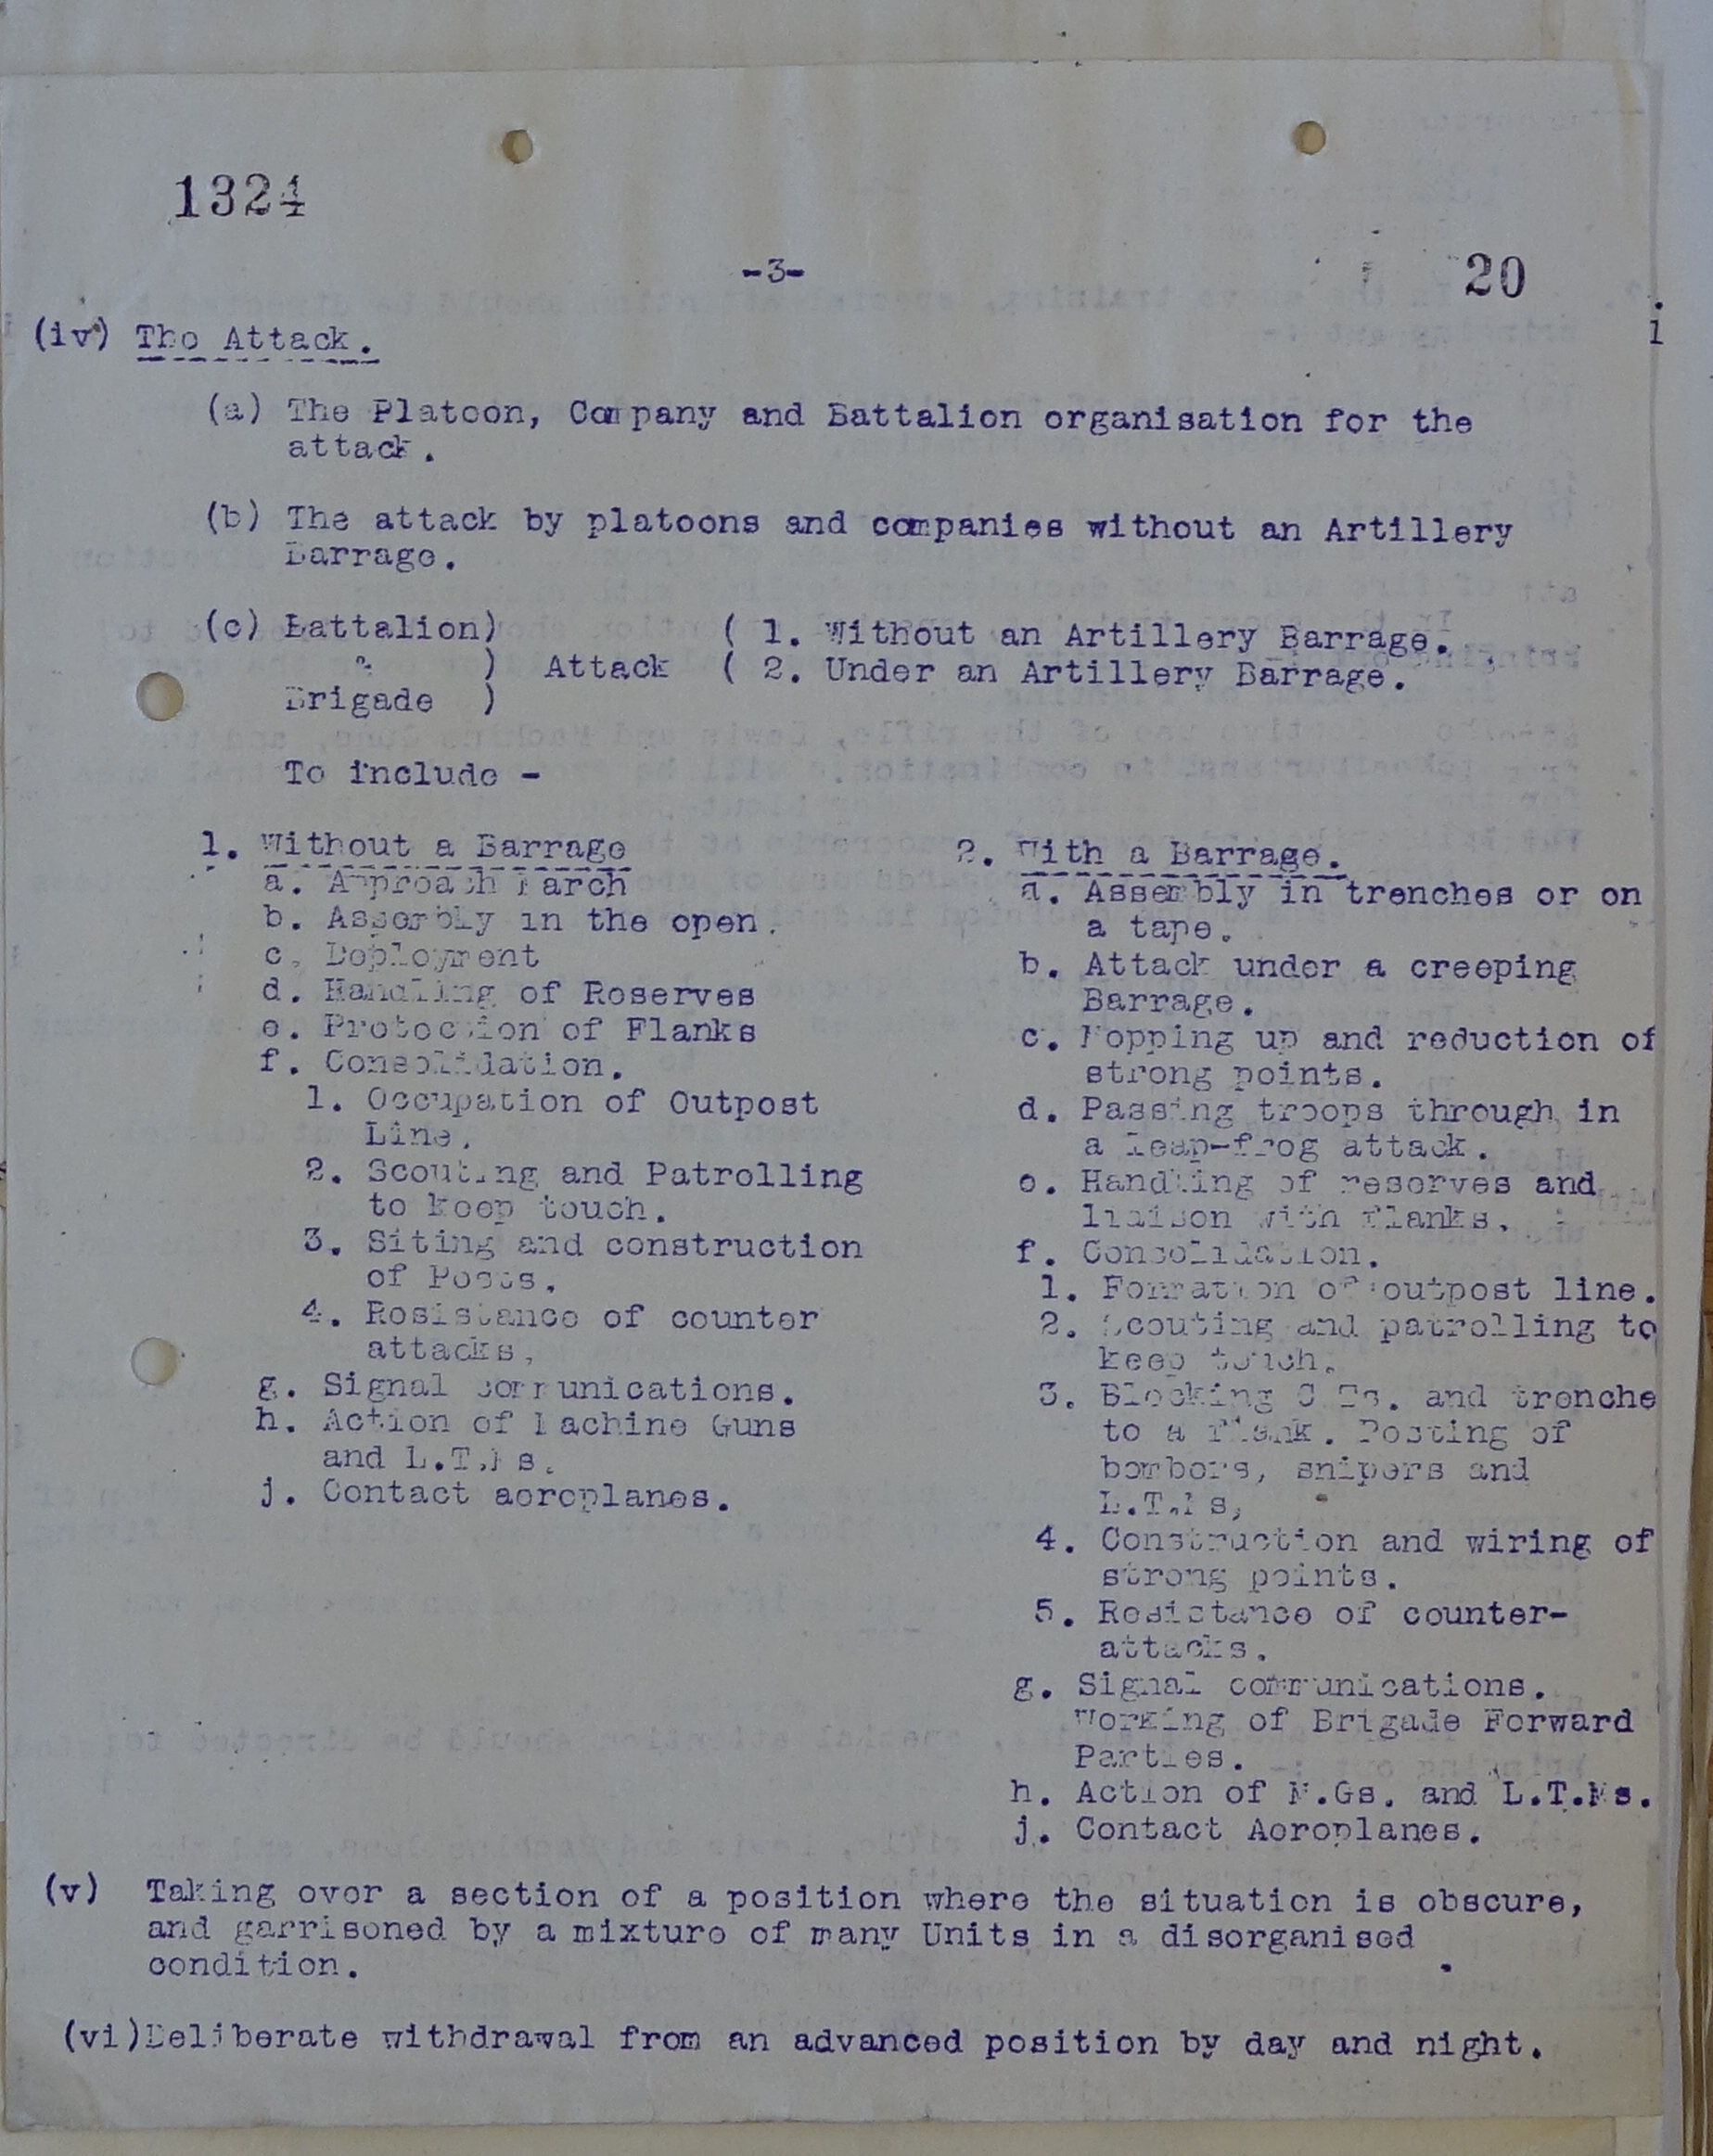 1324
-3-
20
(iv) The Attack.
(a) The Platoon, Company and Battalion organisation for the
attack.
(b) The attack by platoons and companies without an Artillery
Barrage.
(c) Battalion) ( 1. Without an Artillery Barrage.
& ) Attack ( 2. Under an Artillery Barrage.
Brigade )
To include -
1. Without a Barrage
a. Approach March
b. Assembly in the open.
c. Deployment
d. Handling of Reserves
e. Protection of Flanks
f. Consolidation.
1. Occupation of Outpost
Line.
2. Scouting and Patrolling
to keep touch.
3. Siting and construction
of Posts.
4. Resistance of counter
attacks.
g. Signal communications.
h. Action of Machine Guns
and L.T.Ms.
j. Contact aeroplanes.
2. With a Barrage.
a. Assembly in trenches or on
a tape.
b. Attack under a creeping
Barrage.
c. Mopping up and reduction of
strong points.
d. Passing troops through in
a leap-frog attack.
e. Handling of reserves and
liaison with flanks.
f. Consolidation.
1. Formation of outpost line.
2. Scouting and patrolling to
keep touch.
3. Blocking C.Ts. and trenche
to a flank. Posting of
bombers, snipers and
L.T.Ms,
4. Construction and wiring of
strong points.
5. Resistance of counter-
attacks.
g. Signal communications.
Working of Brigade Forward
Parties.
h. Action of M.Gs. and L.T.Ms.
j. Contact Aeroplanes.
(v) Taking over a section of a position where the situation is obscure,
and garrisoned by a mixture of many Units in a disorganised
condition.
(vi)Deliberate withdrawal from an advanced position by day and night.